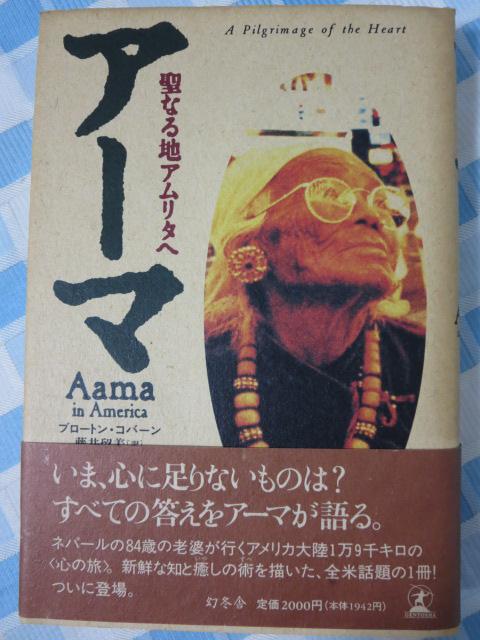 A Pilgrimage of the Heart
アーマ
聖なる地アムリタへ
Aama
in America
ブロートン・コバーン
藤井留美[訳]
いま、心に足りないものは?
すべての答えをアーマが語る。
ネパールの84歳の老婆が行くアメリカ大陸1万9千キロの
〈心の旅〉。新鮮な知と癒しの術を描いた、全米話題の1冊!
ついに登場。
幻冬舎 定価2000円(本体1942円)
GENTOSHA